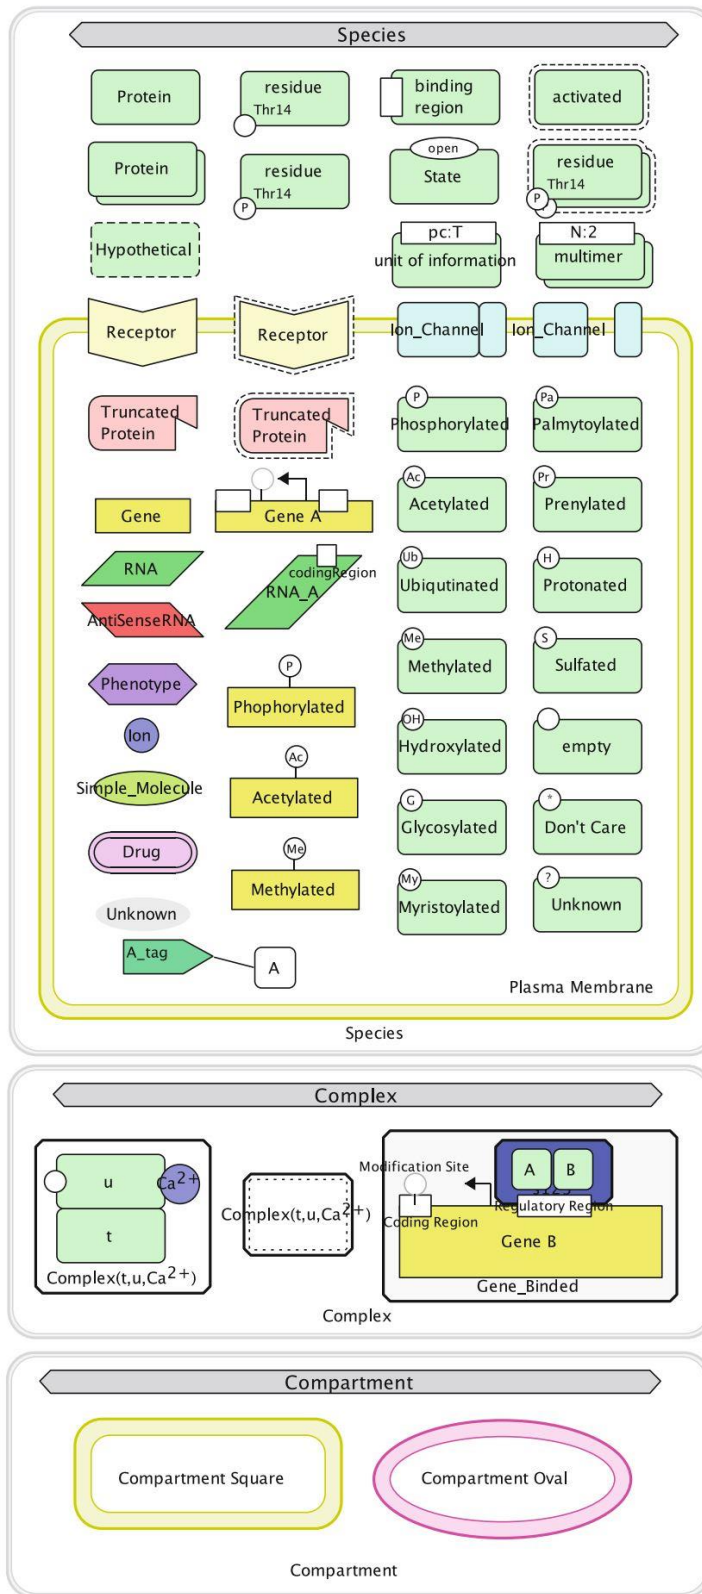 Species
Protein
residue
Thr14
binding
region
activated
Protein
residue
Thr14
P
open
State
residue
Thr14
P
Hypothetical
pc:T
unit of information
N:2
multimer
Receptor
Receptor
Ion_Channel
Ion_Channel
Truncated
Protein
Truncated
Protein
P
Phosphorylated
Pa
Palmytoylated
Gene
Gene A
Ac
Acetylated
Pr
Prenylated
RNA
codingRegion
RNA_A
Ub
Ubiqutinated
H
Protonated
AntiSenseRNA
Me
Methylated
S
Sulfated
Phenotype
P
Phophorylated
Ion
OH
Hydroxylated
empty
Simple_Molecule
Ac
Acetylated
G
Glycosylated
*
Don't Care
Drug
Me
Methylated
My
Myristoylated
?
Unknown
Unknown
A_tag
A
Plasma Membrane
Species
Complex
u
Ca2+
t
Complex(t,u,Ca2+)
Complex(t,u,Ca2+)
Modification Site
A
B
Regulatory Region
Coding Region
Gene B
Gene_Binded
Complex
Compartment
Compartment Square
Compartment Oval
Compartment